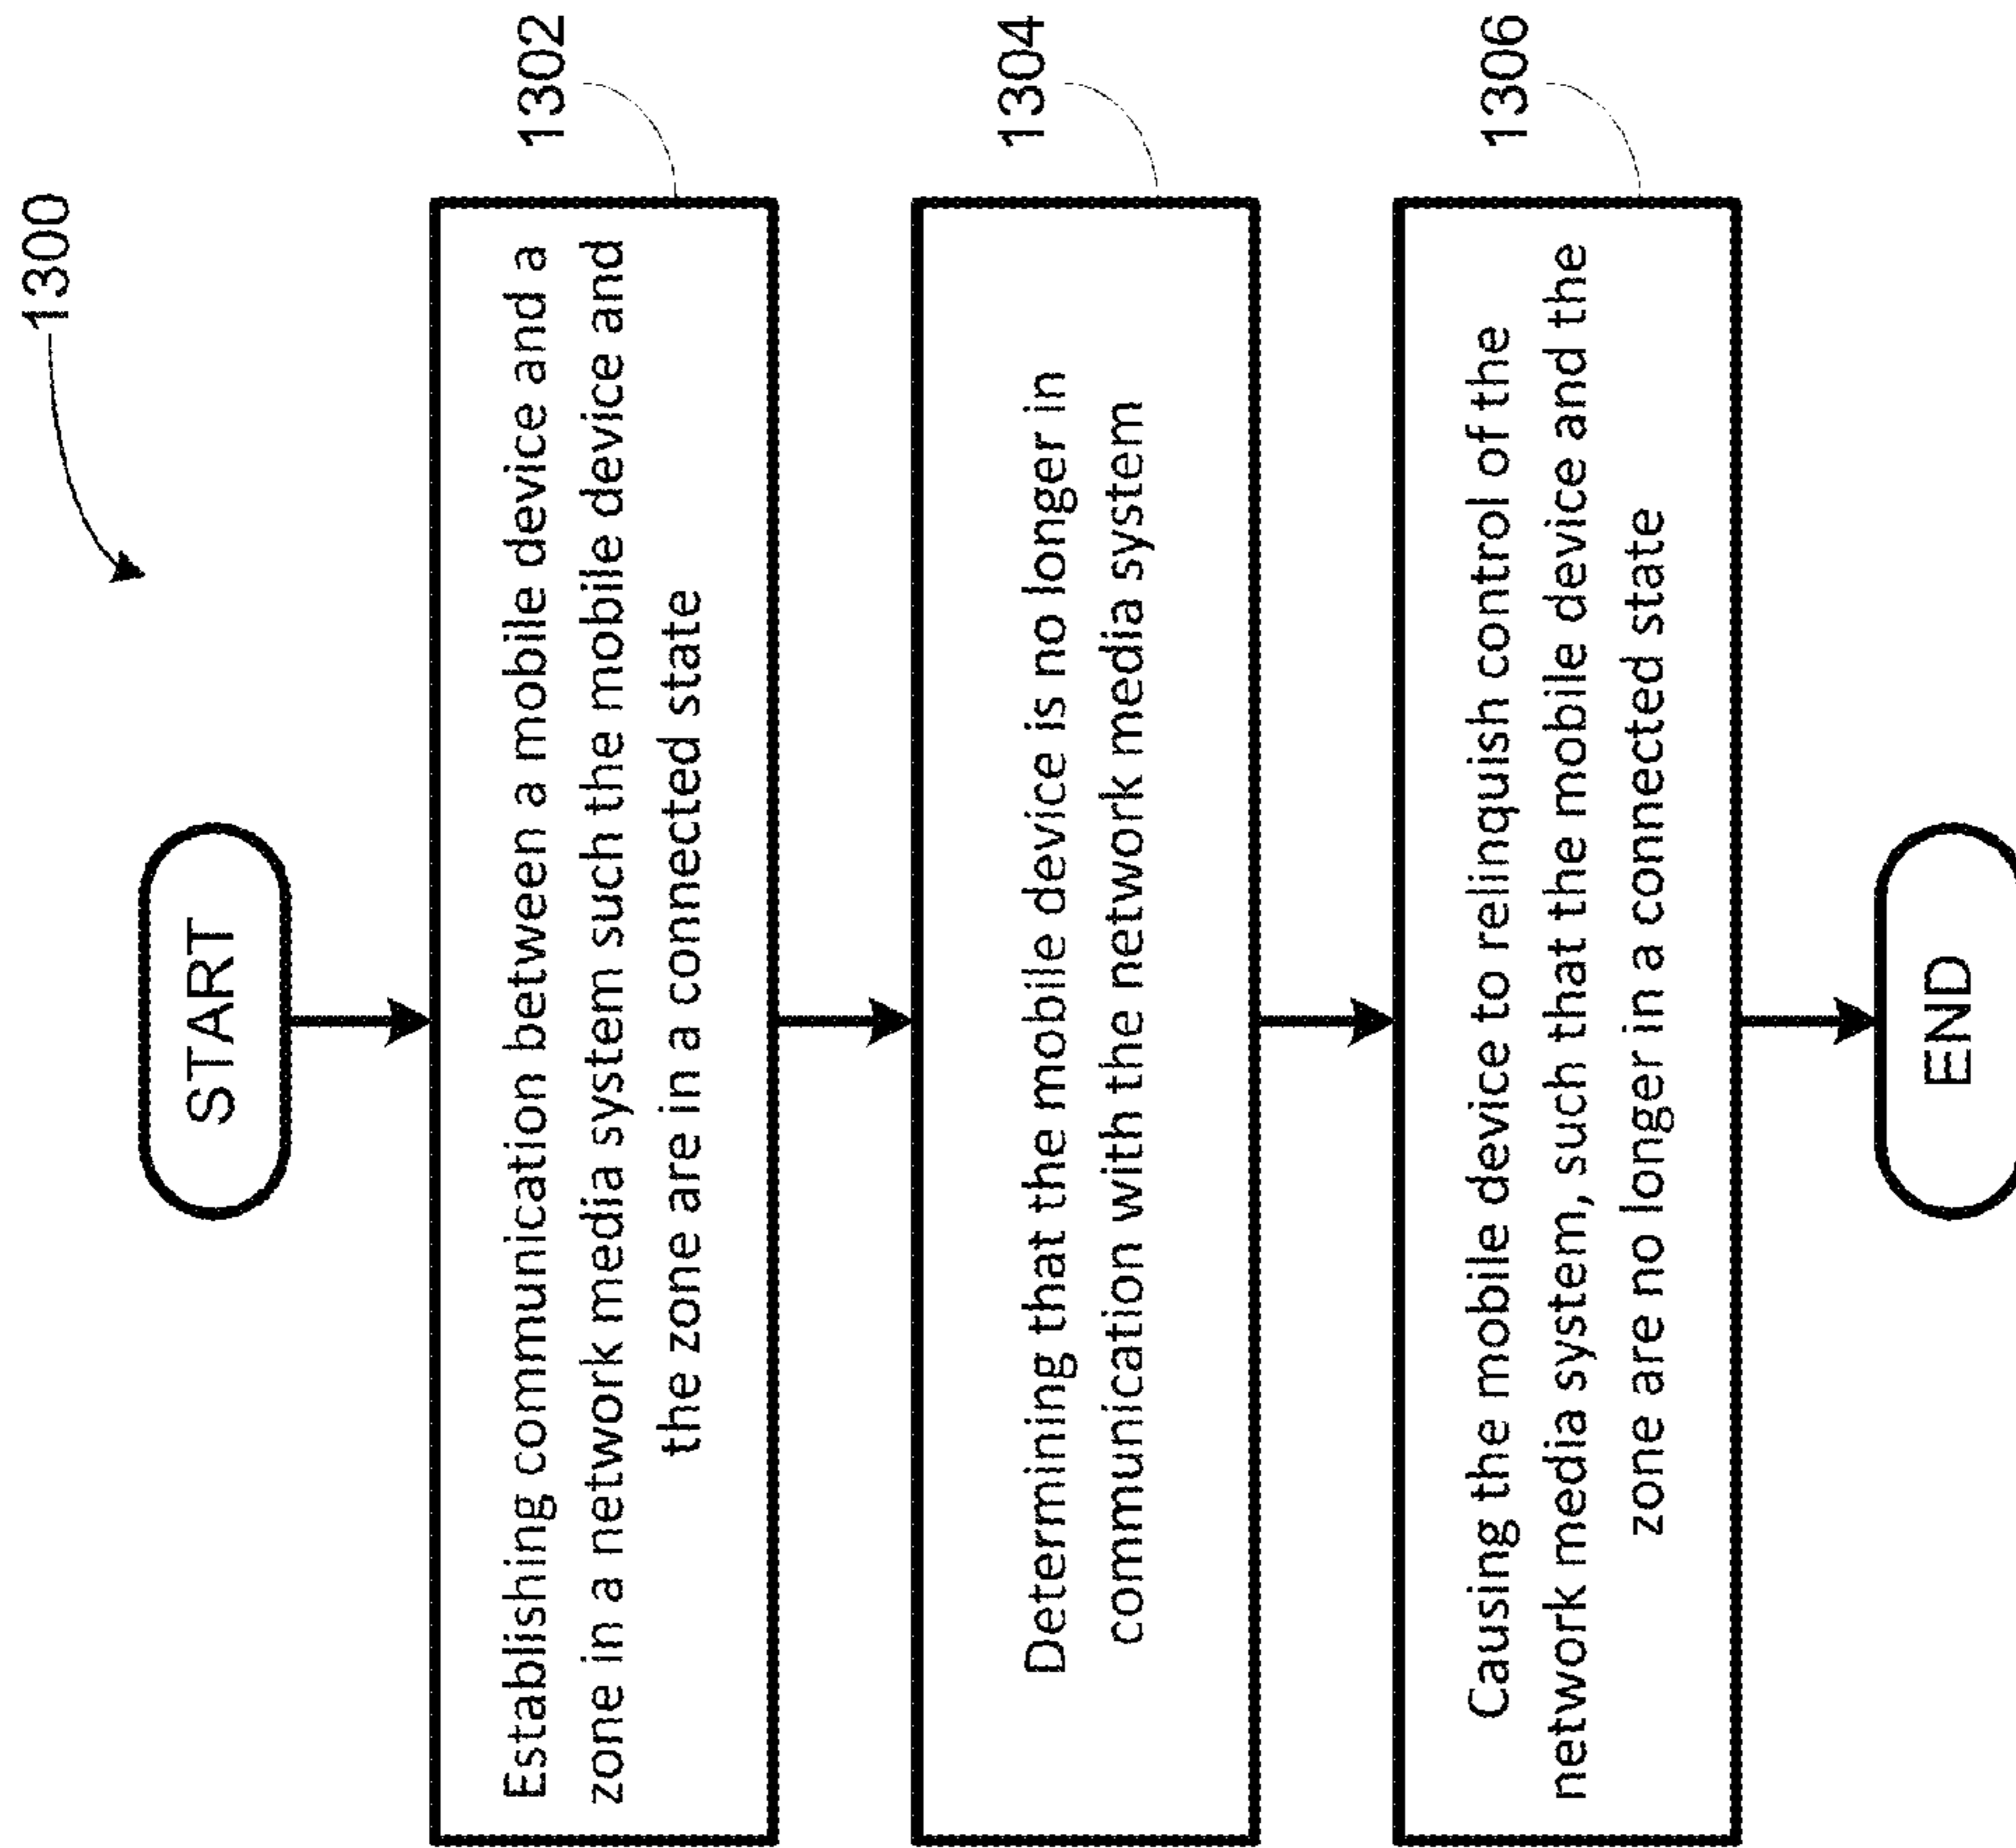 1300
START
Establishing communication between a mobile device and a
zone in a network media system such the mobile device and
the zone are in a connected state
1302
Determining that the mobile device is no longer in
communication with the network media system
1304
Causing the mobile device to relinquish control of the
network media system, such that the mobile device and the
zone are no longer in a connected state
1306
END